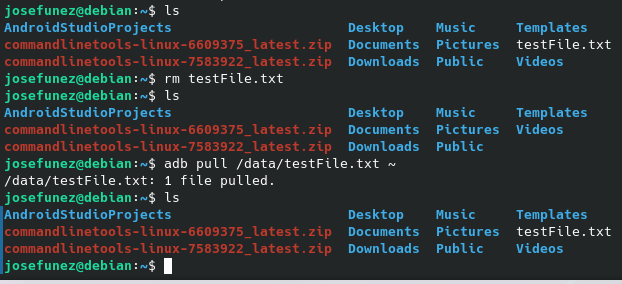 josefunez@debian:~$ ls
AndroidStudioProjects Desktop Music Templates
commandlinetools-linux-6609375_latest.zip Documents Pictures testFile.txt
commandlinetools-linux-7583922_latest.zip Downloads Public Videos
josefunez@debian:~$ rm testFile.txt
josefunez@debian:~$ ls
AndroidStudioProjects Desktop Music Templates
commandlinetools-linux-6609375_latest.zip Documents Pictures Videos
commandlinetools-linux-7583922_latest.zip Downloads Public
josefunez@debian:~$ adb pull /data/testFile.txt ~
/data/testFile.txt: 1 file pulled.
josefunez@debian:~$ ls
AndroidStudioProjects Desktop Music Templates
commandlinetools-linux-6609375_latest.zip Documents Pictures testFile.txt
commandlinetools-linux-7583922_latest.zip Downloads Public Videos
josefunez@debian:~$